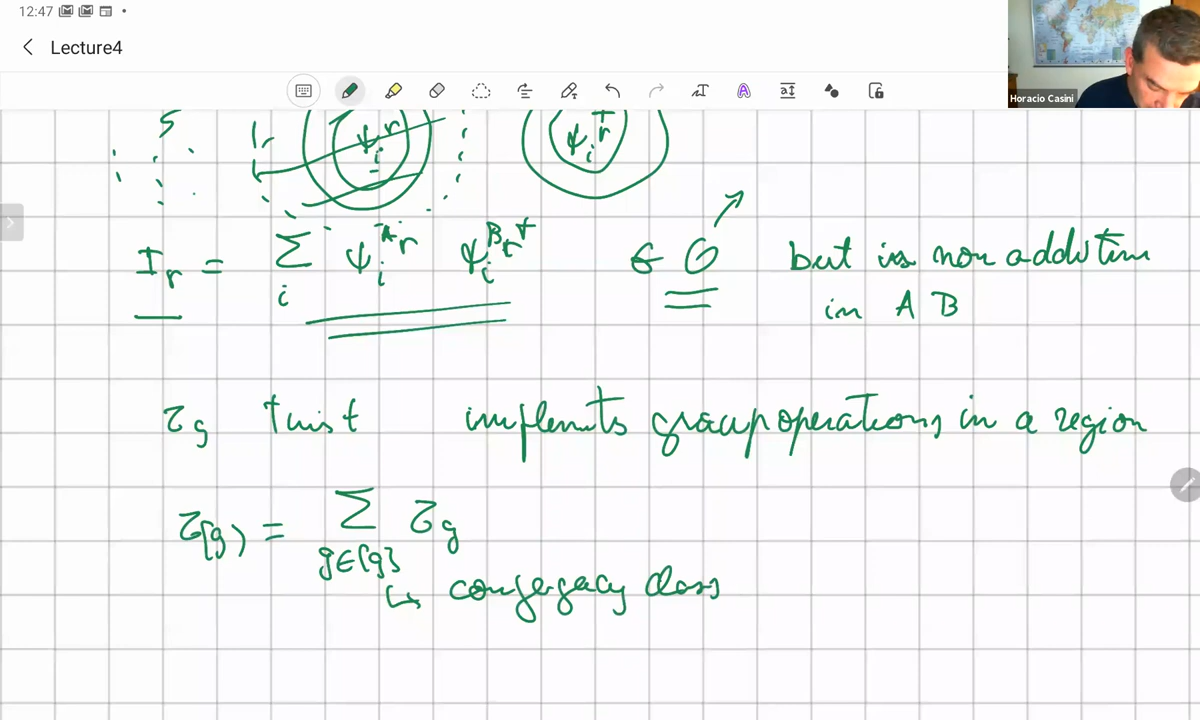 12:47
Lecture4
Horacio Casini
S
r
ψ_i^r ψ_i^{r†}
I_r = Σ_i ψ_i^{A r} ψ_i^{B r †} ∈ O but is non additive
in A B
τ_g twist implemnts group operations in a region
τ_[g] = Σ_{g∈[g]} τ_g
↳ conjugacy class